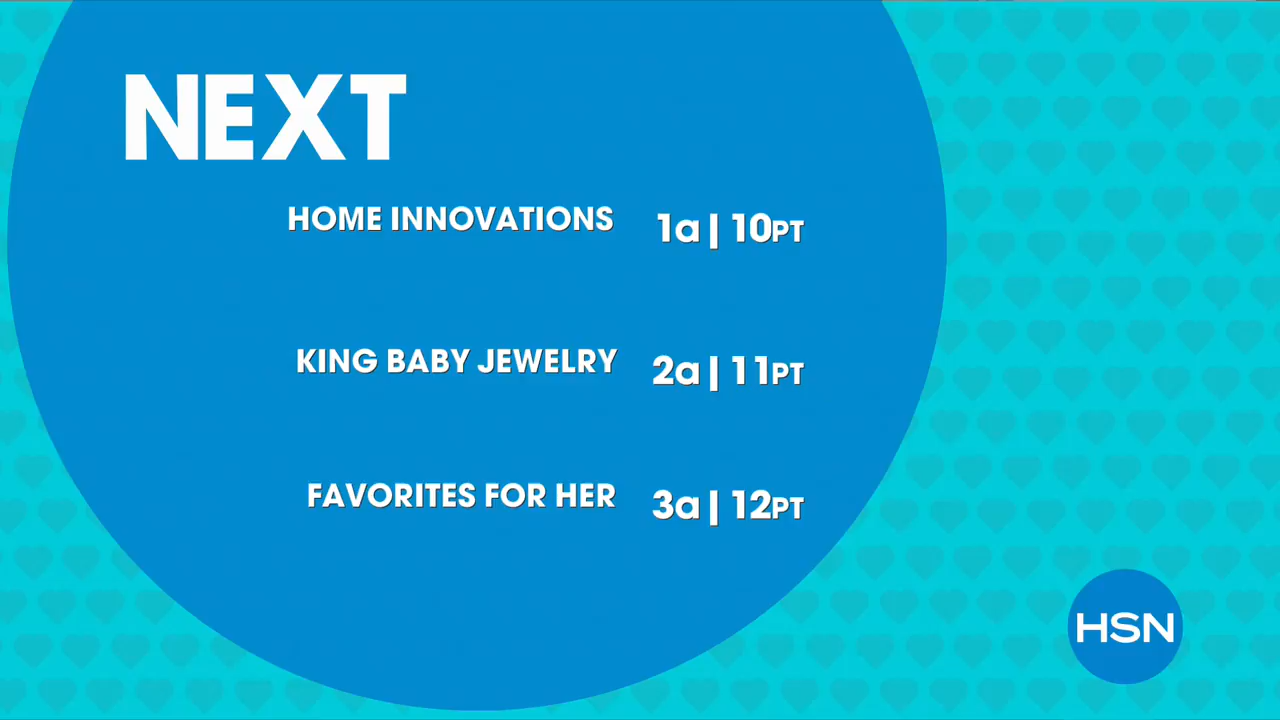 NEXT
HOME INNOVATIONS 1a | 10PT
KING BABY JEWELRY 2a | 11PT
FAVORITES FOR HER 3a | 12PT
HSN